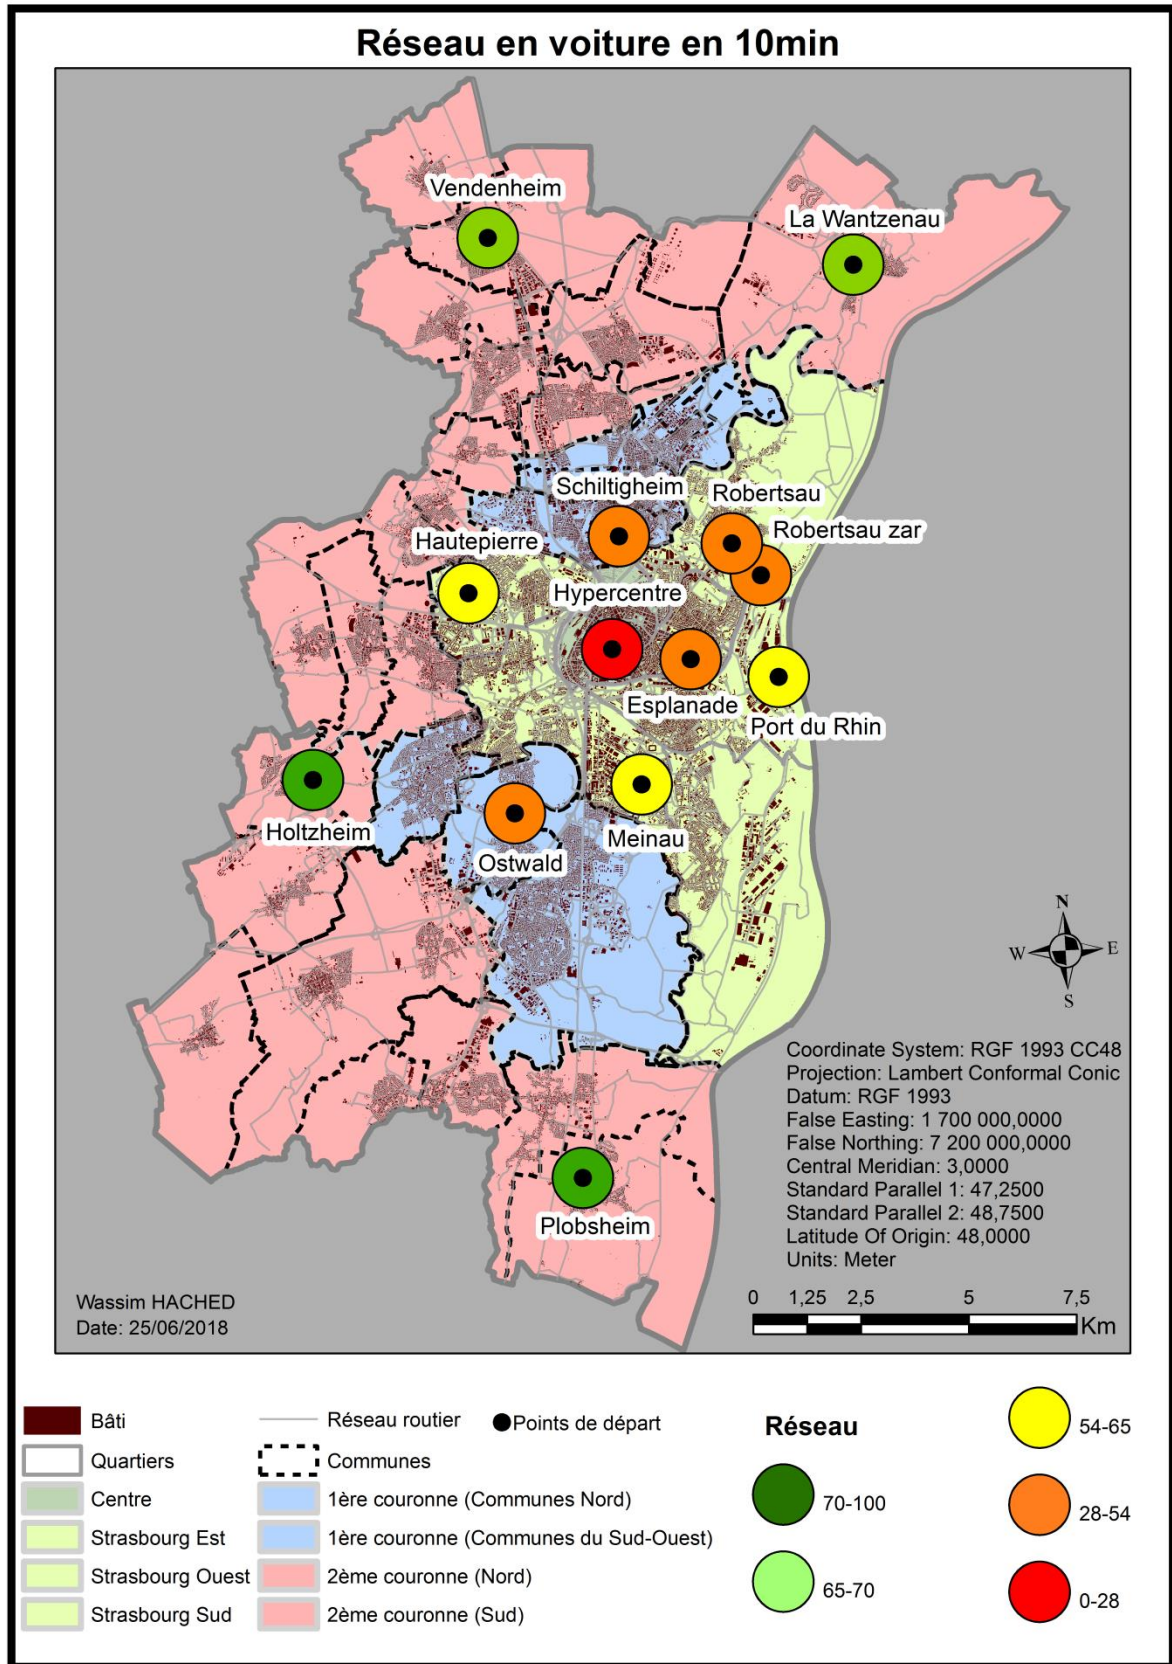 Réseau en voiture en 10min
Vendenheim
La Wantzenau
Schiltigheim
Robertsau
Robertsau zar
Hautepierre
Hypercentre
Esplanade
Port du Rhin
Holtzheim
Ostwald
Meinau
Plobsheim
N
W
E
S
Coordinate System: RGF 1993 CC48
Projection: Lambert Conformal Conic
Datum: RGF 1993
False Easting: 1 700 000,0000
False Northing: 7 200 000,0000
Central Meridian: 3,0000
Standard Parallel 1: 47,2500
Standard Parallel 2: 48,7500
Latitude Of Origin: 48,0000
Units: Meter
Wassim HACHED
Date: 25/06/2018
0 1,25 2,5 5 7,5
Km
Bâti
Quartiers
Centre
Strasbourg Est
Strasbourg Ouest
Strasbourg Sud
Réseau routier
Communes
1ère couronne (Communes Nord)
1ère couronne (Communes du Sud-Ouest)
2ème couronne (Nord)
2ème couronne (Sud)
Points de départ
Réseau
70-100
65-70
54-65
28-54
0-28